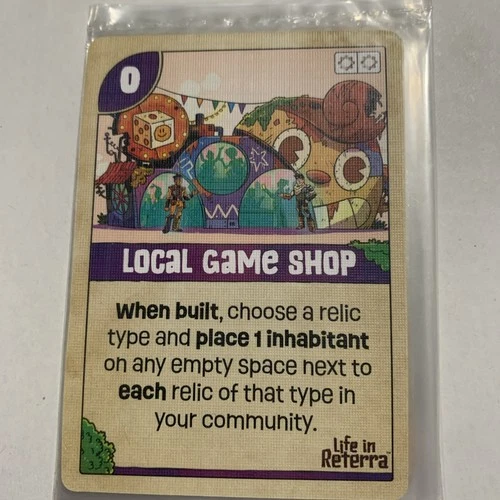 0
LOCAL GAMe SHOP
When built, choose a relic
type and place 1 inhabitant
on any empty space next to
each relic of that type in
your community.
Life in
Reterra™